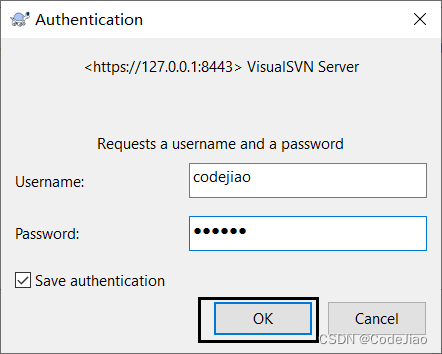 Authentication
<https://127.0.0.1:8443> VisualSVN Server
Requests a username and a password
Username: codejiao
Password: ●●●●●●
Save authentication
OK Cancel
CSDN @CodeJiao